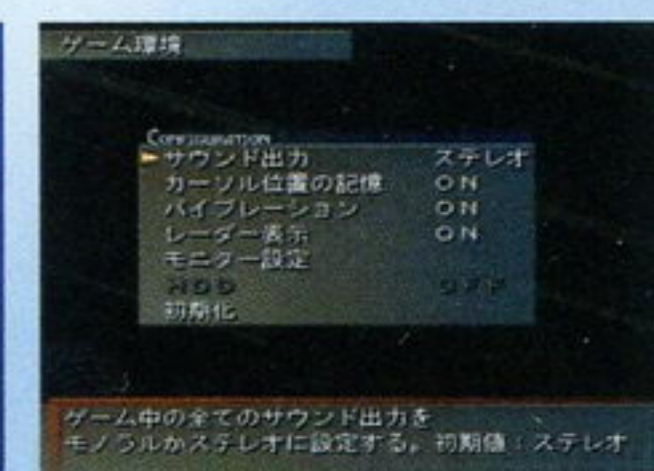 ゲーム環境
CONFIGURATION
サウンド出力 ステレオ
カーソル位置の記憶 ON
バイブレーション ON
レーダー表示 ON
モニター設定
HDD OFF
初期化
ゲーム中の全てのサウンド出力を
モノラルかステレオに設定する。初期値：ステレオ